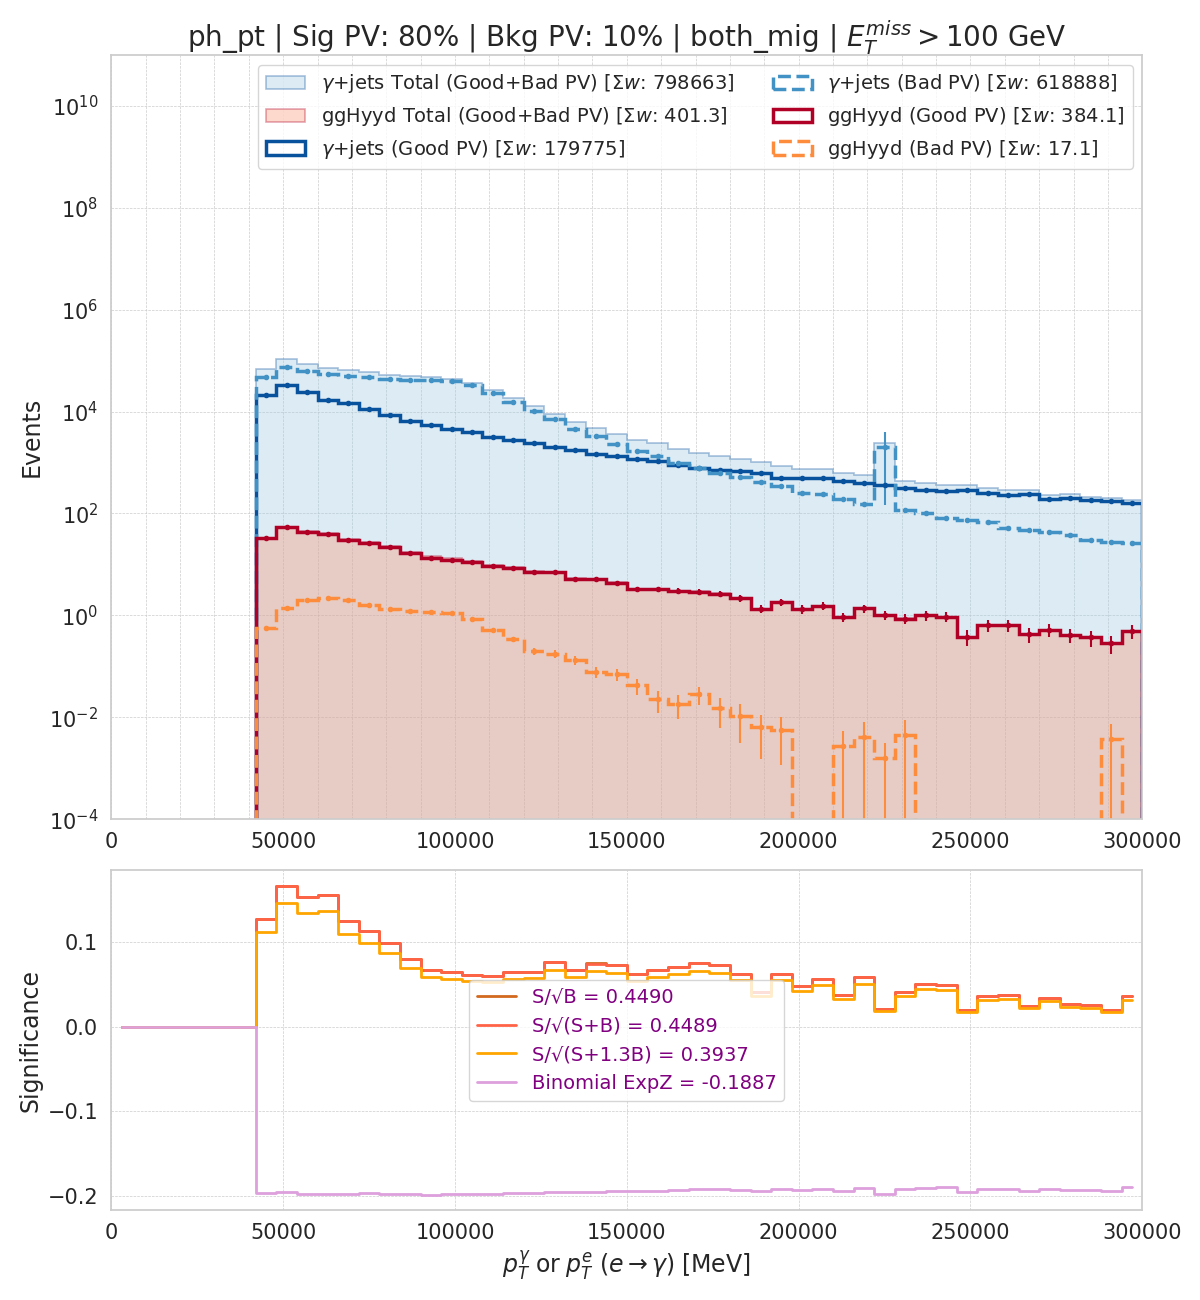 ph_pt | Sig PV: 80% | Bkg PV: 10% | both_mig | $E_T^{miss} > 100$ GeV
γ+jets Total (Good+Bad PV) [Σw: 798663]
ggHyyd Total (Good+Bad PV) [Σw: 401.3]
γ+jets (Good PV) [Σw: 179775]
γ+jets (Bad PV) [Σw: 618888]
ggHyyd (Good PV) [Σw: 384.1]
ggHyyd (Bad PV) [Σw: 17.1]
Events
10^{10}
10^{8}
10^{6}
10^{4}
10^{2}
10^{0}
10^{-2}
10^{-4}
0 50000 100000 150000 200000 250000 300000
Significance
0.1
0.0
−0.1
−0.2
S/√B = 0.4490
S/√(S+B) = 0.4489
S/√(S+1.3B) = 0.3937
Binomial ExpZ = -0.1887
0 50000 100000 150000 200000 250000 300000
$p_T^γ$ or $p_T^e$ (e→γ) [MeV]